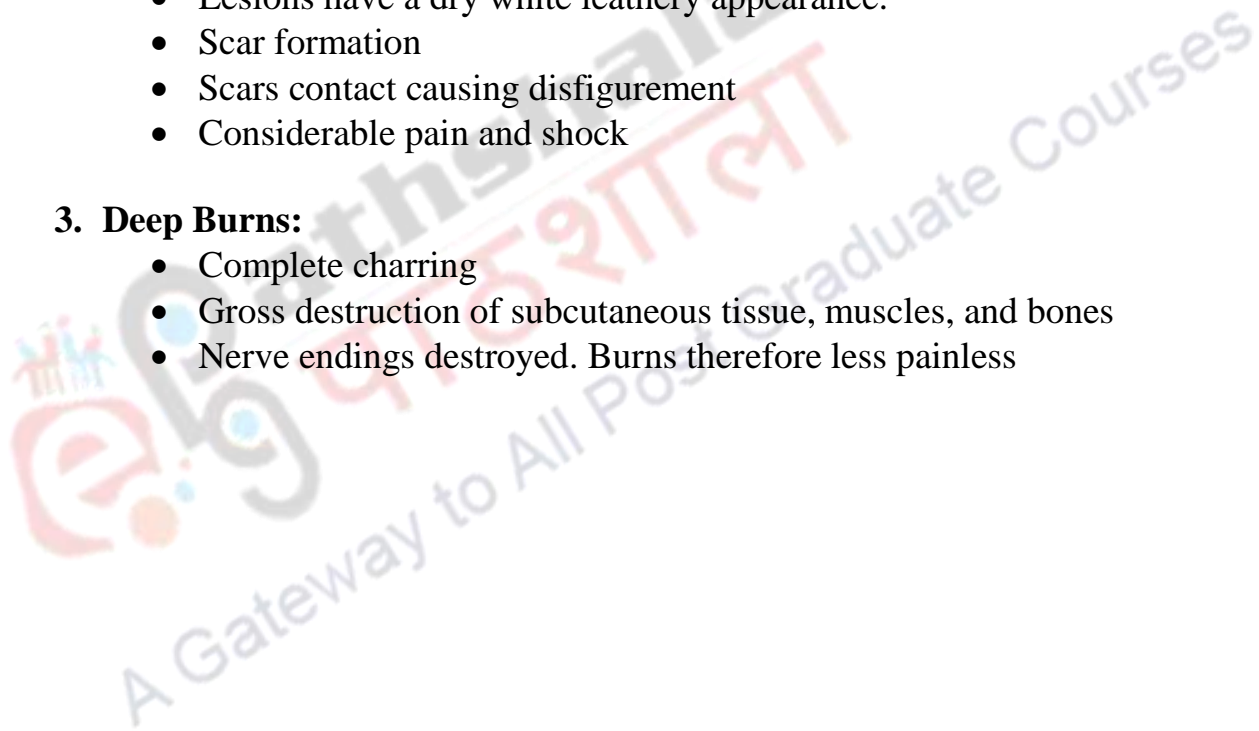 • Lesions have a dry white leathery appearance.
• Scar formation
• Scars contact causing disfigurement
• Considerable pain and shock
3. Deep Burns:
• Complete charring
• Gross destruction of subcutaneous tissue, muscles, and bones
• Nerve endings destroyed. Burns therefore less painless
athshala
पाठशाला
A Gateway to All Post Graduate Courses